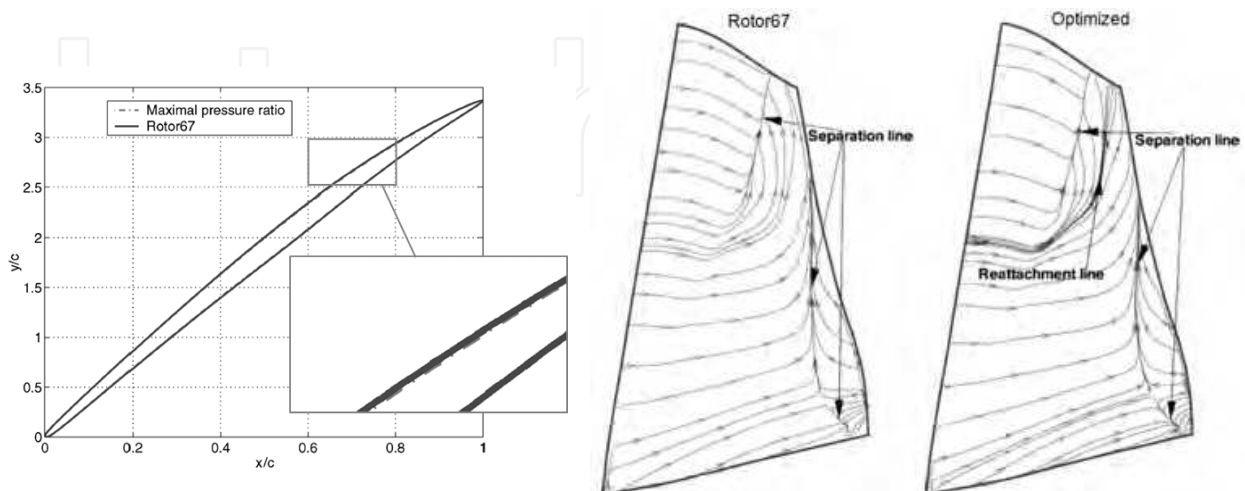 3.5
3
2.5
2
1.5
1
0.5
0
y/c
0
0.2
0.4
0.6
0.8
1
x/c
Maximal pressure ratio
Rotor67
Rotor67
Separation line
Optimized
Separation line
Reattachment line